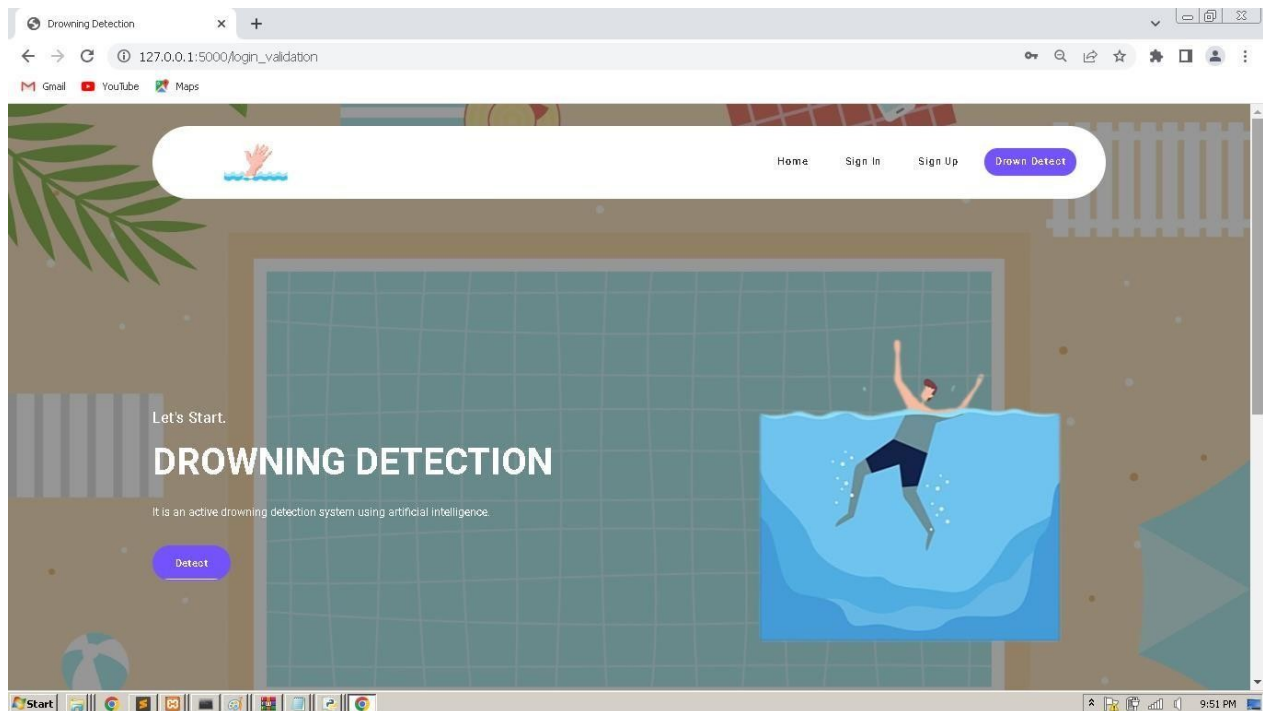 Drowning Detection
127.0.0.1:5000/login_validation
Gmail YouTube Maps
Home Sign In Sign Up Drown Detect
Let's Start.
DROWNING DETECTION
It is an active drowning detection system using artificial intelligence.
Detect
Start 9:51 PM